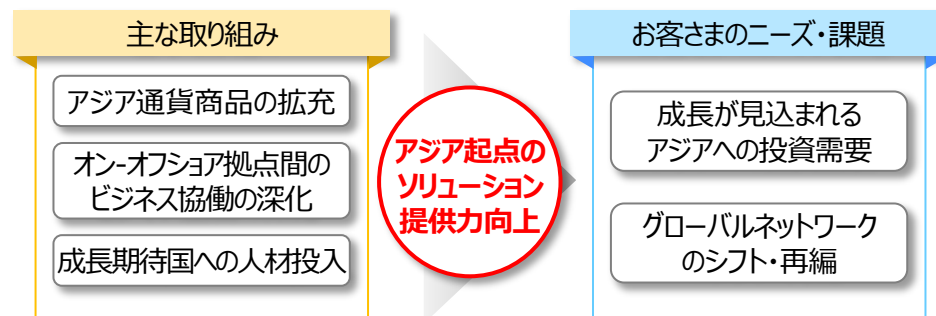 主な取り組み
アジア通貨商品の拡充
オン-オフショア拠点間の
ビジネス協働の深化
成長期待国への人材投入
アジア起点の
ソリューション
提供力向上
お客さまのニーズ・課題
成長が見込まれる
アジアへの投資需要
グローバルネットワーク
のシフト・再編